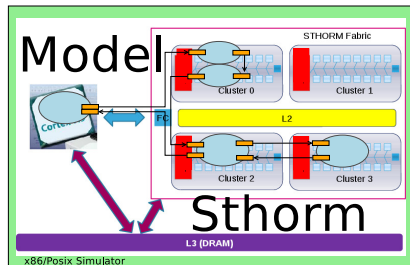 Model
STHORM Fabric
Cluster 0
Cluster 1
FC
L2
Cluster 2
Cluster 3
Sthorm
L3 (DRAM)
x86/Posix Simulator